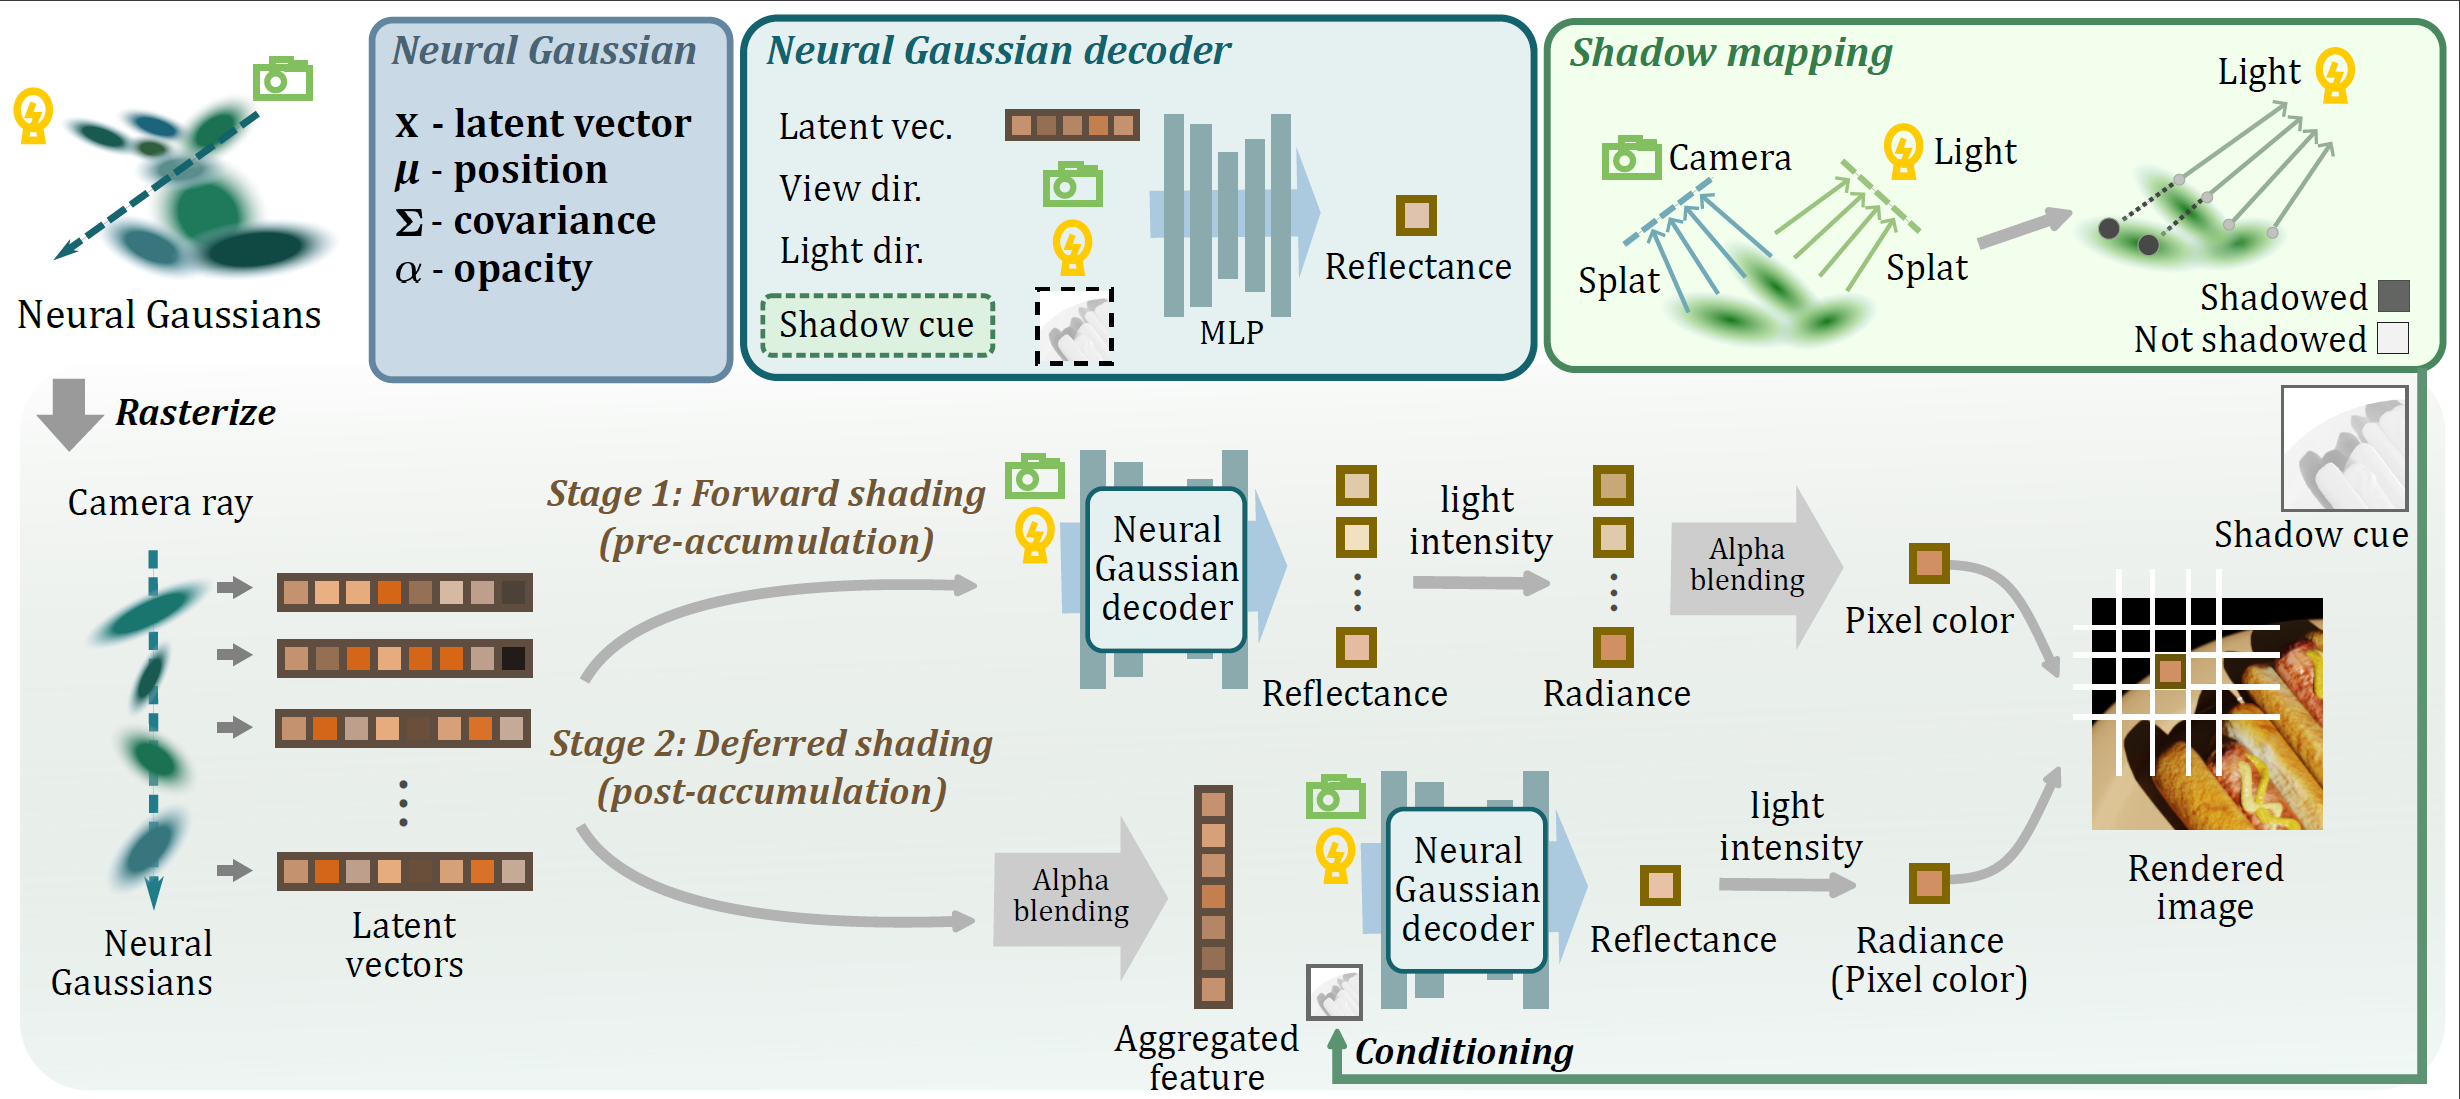 Neural Gaussians
Neural Gaussian
x - latent vector
μ - position
Σ - covariance
α - opacity
Neural Gaussian decoder
Latent vec.
View dir.
Light dir.
Shadow cue
MLP
Reflectance
Shadow mapping
Camera
Splat
Light
Splat
Light
Shadowed
Not shadowed
Rasterize
Camera ray
Neural
Gaussians
Latent
vectors
Stage 1: Forward shading
(pre-accumulation)
Neural
Gaussian
decoder
Reflectance
light
intensity
Radiance
Alpha
blending
Pixel color
Shadow cue
Stage 2: Deferred shading
(post-accumulation)
Alpha
blending
Aggregated
feature
Neural
Gaussian
decoder
Conditioning
Reflectance
light
intensity
Radiance
(Pixel color)
Rendered
image